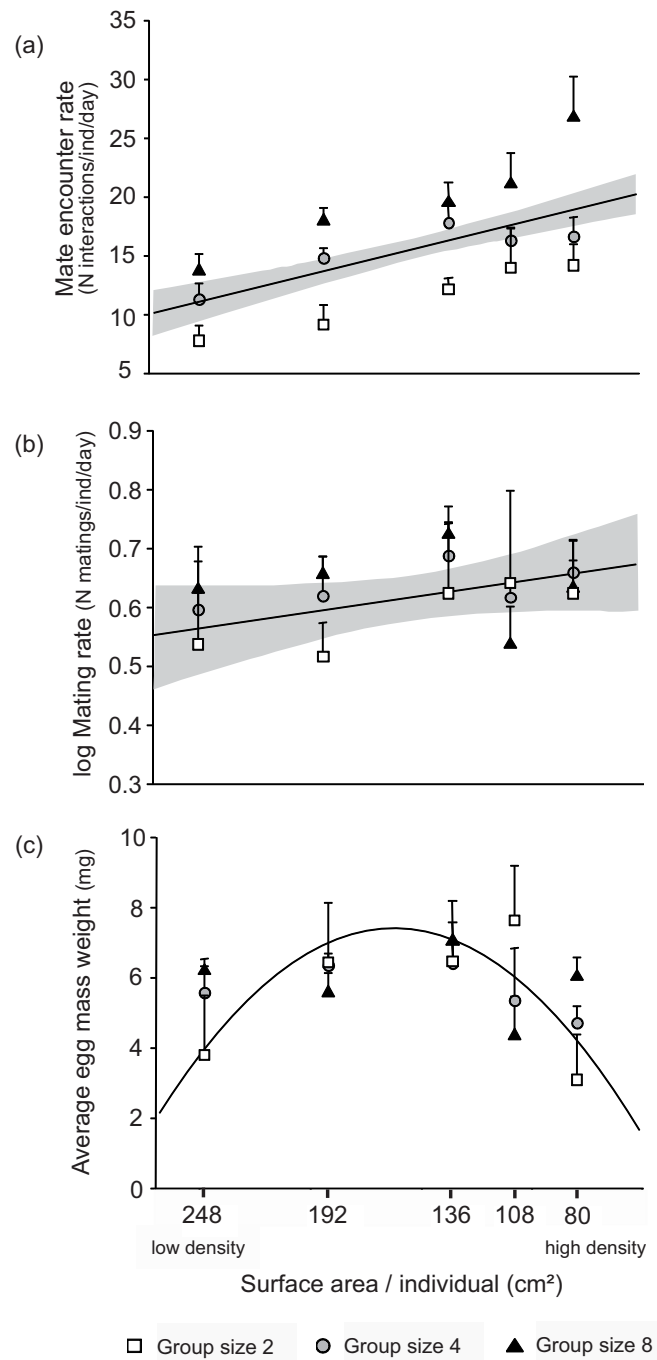 (a)
Mate encounter rate
(N interactions/ind/day)
35
30
25
20
15
10
5
(b)
log Mating rate (N matings/ind/day)
0.9
0.8
0.7
0.6
0.5
0.4
0.3
(c)
Average egg mass weight (mg)
10
8
6
4
2
0
248 192 136 108 80
low density high density
Surface area / individual (cm²)
Group size 2 Group size 4 Group size 8